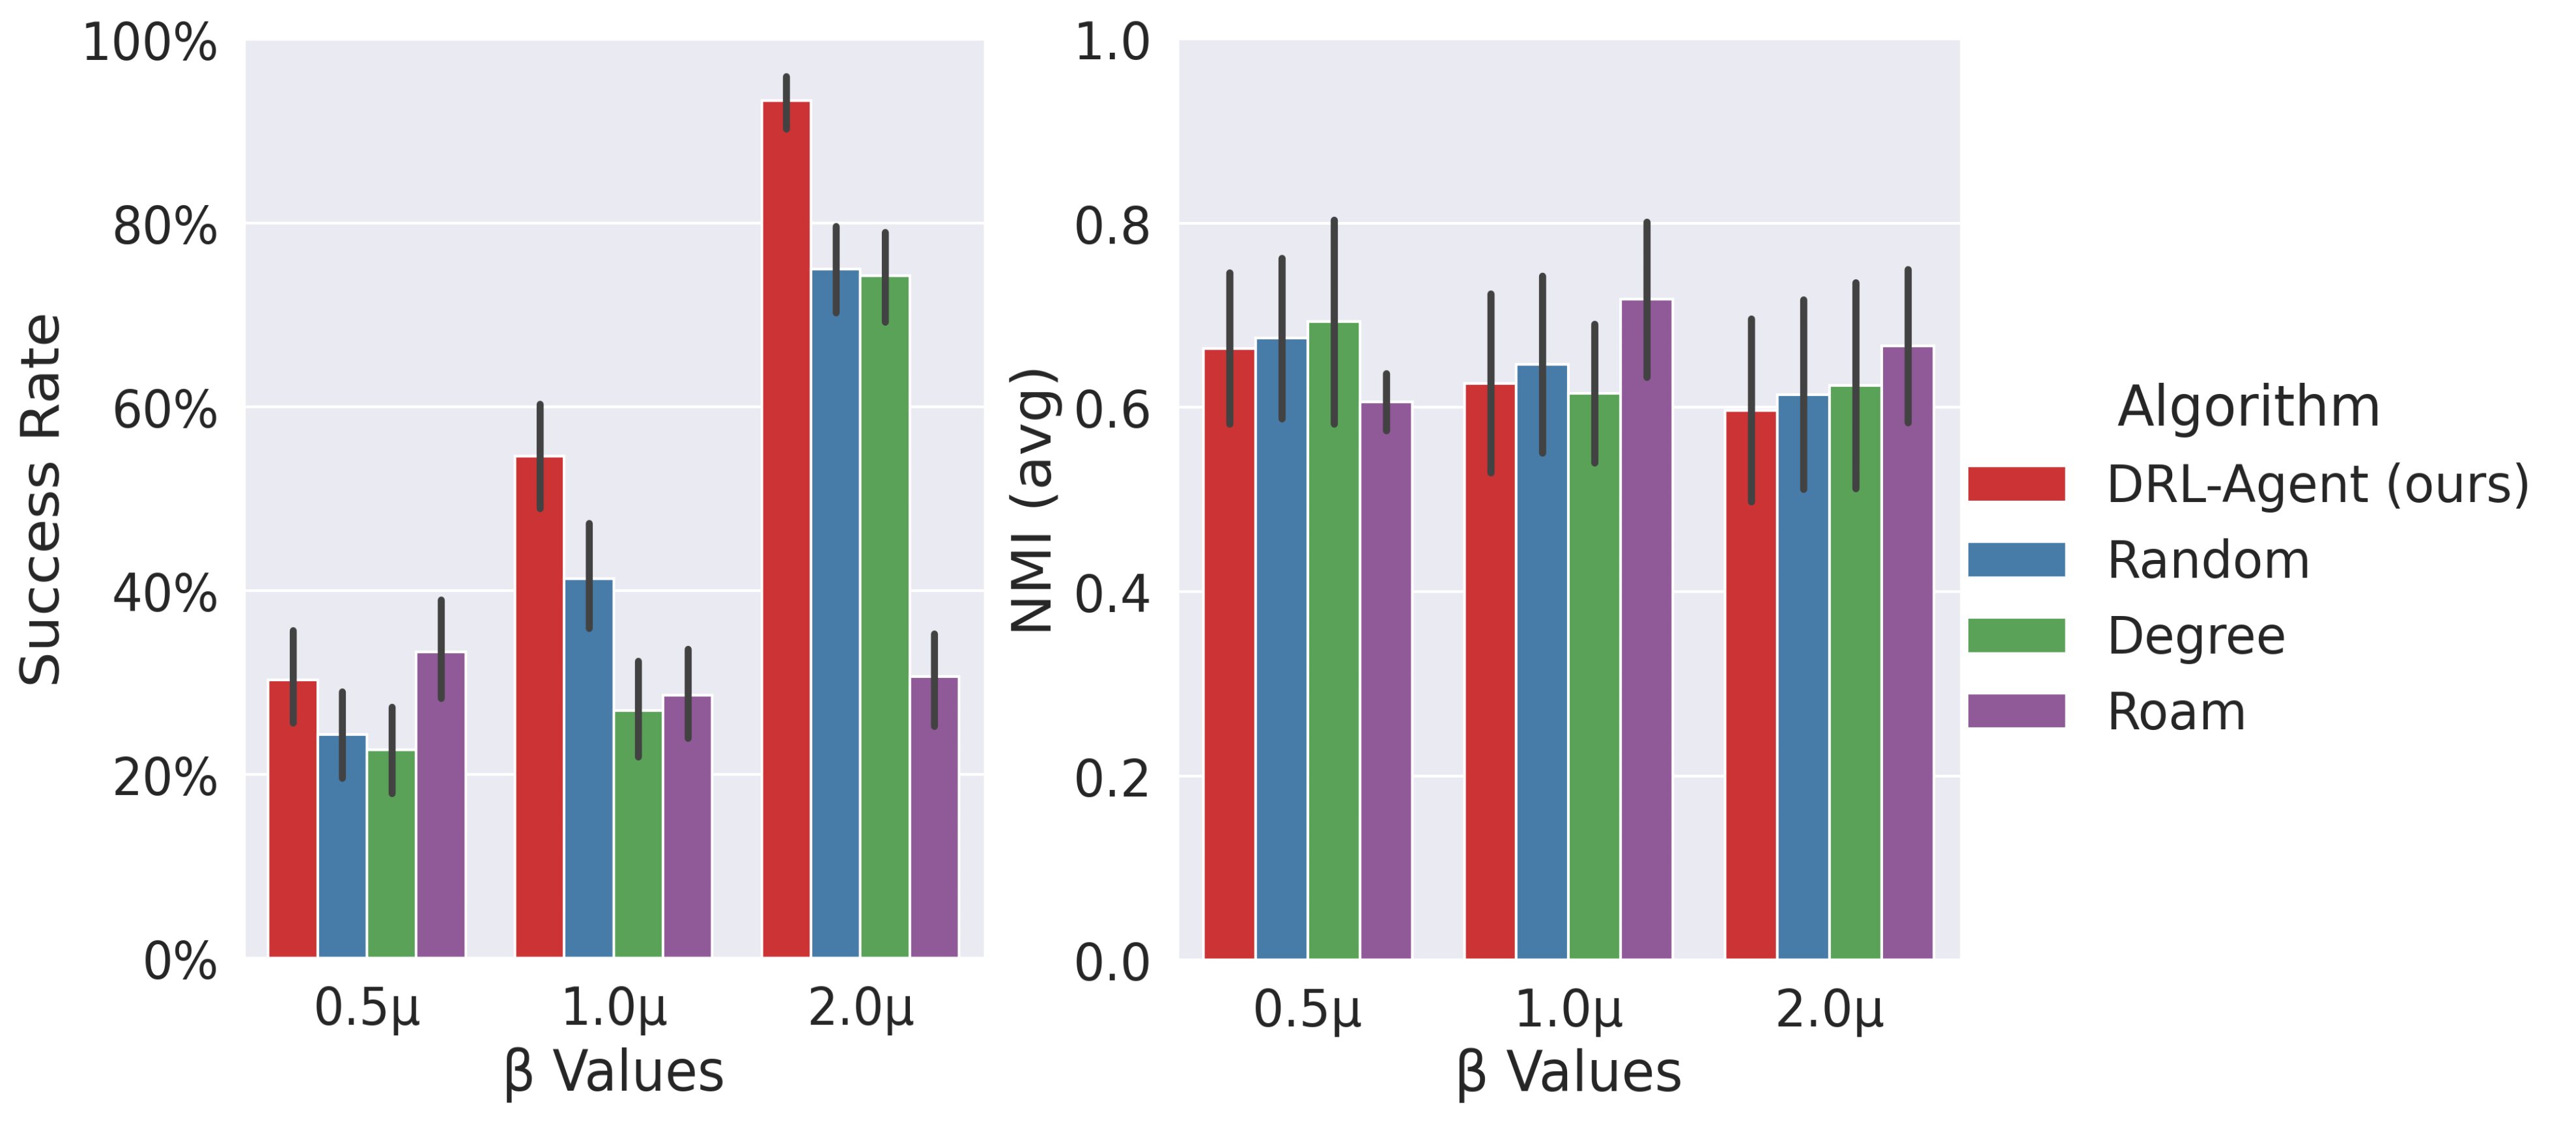 100%
80%
60%
40%
20%
0%
Success Rate
0.5μ 1.0μ 2.0μ
β Values
1.0
0.8
0.6
0.4
0.2
0.0
NMI (avg)
0.5μ 1.0μ 2.0μ
β Values
Algorithm
DRL-Agent (ours)
Random
Degree
Roam